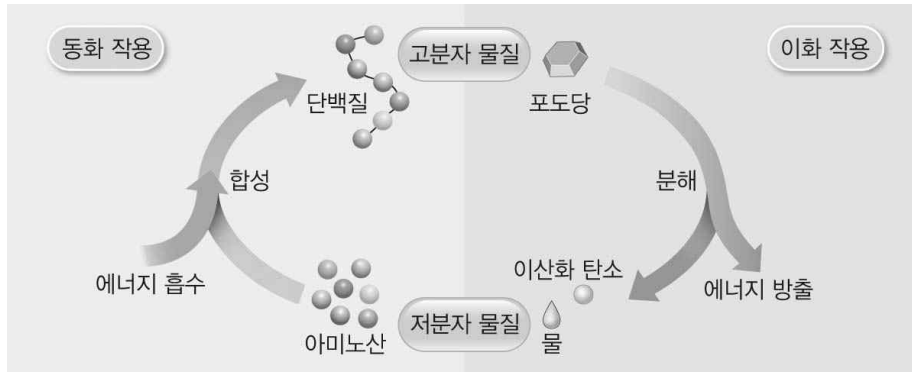 동화 작용
고분자 물질
이화 작용
단백질
포도당
합성
분해
에너지 흡수
이산화 탄소
에너지 방출
아미노산
저분자 물질
물